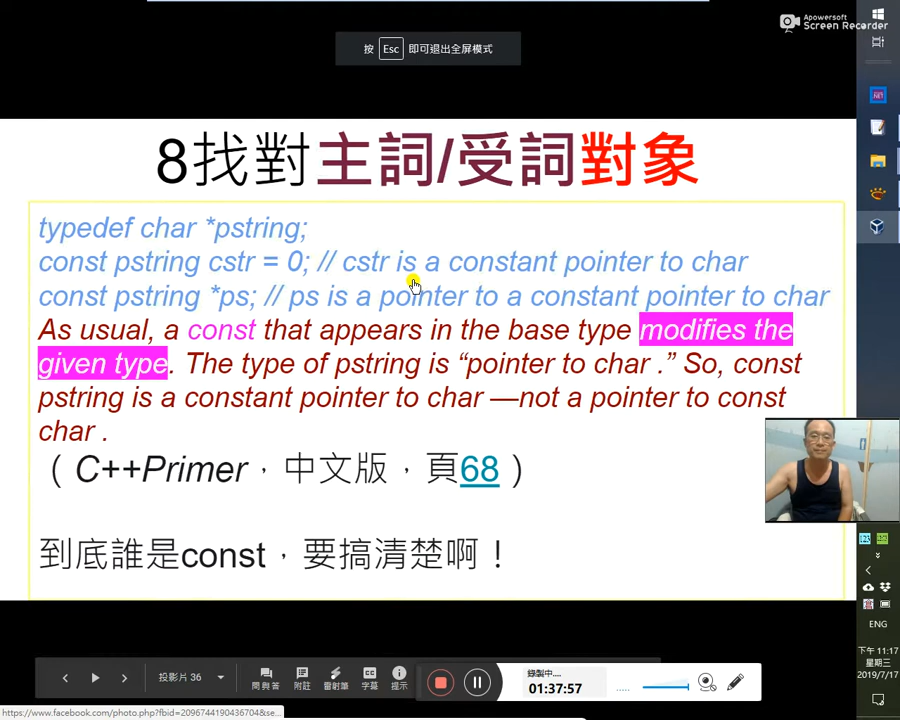 Apowersoft
Screen Recorder
按 Esc 即可退出全屏模式
8找對主詞/受詞對象
typedef char *pstring;
const pstring cstr = 0; // cstr is a constant pointer to char
const pstring *ps; // ps is a pointer to a constant pointer to char
As usual, a const that appears in the base type modifies the
given type. The type of pstring is “pointer to char .” So, const
pstring is a constant pointer to char —not a pointer to const
char .
（C++Primer，中文版，頁68）
到底誰是const，要搞清楚啊！
投影片 36
問與答
附註
雷射筆
字幕
提示
錄製中....
01:37:57
ENG
下午 11:17
星期三
2019/7/17
https://www.facebook.com/photo.php?fbid=2096744190436704&se...